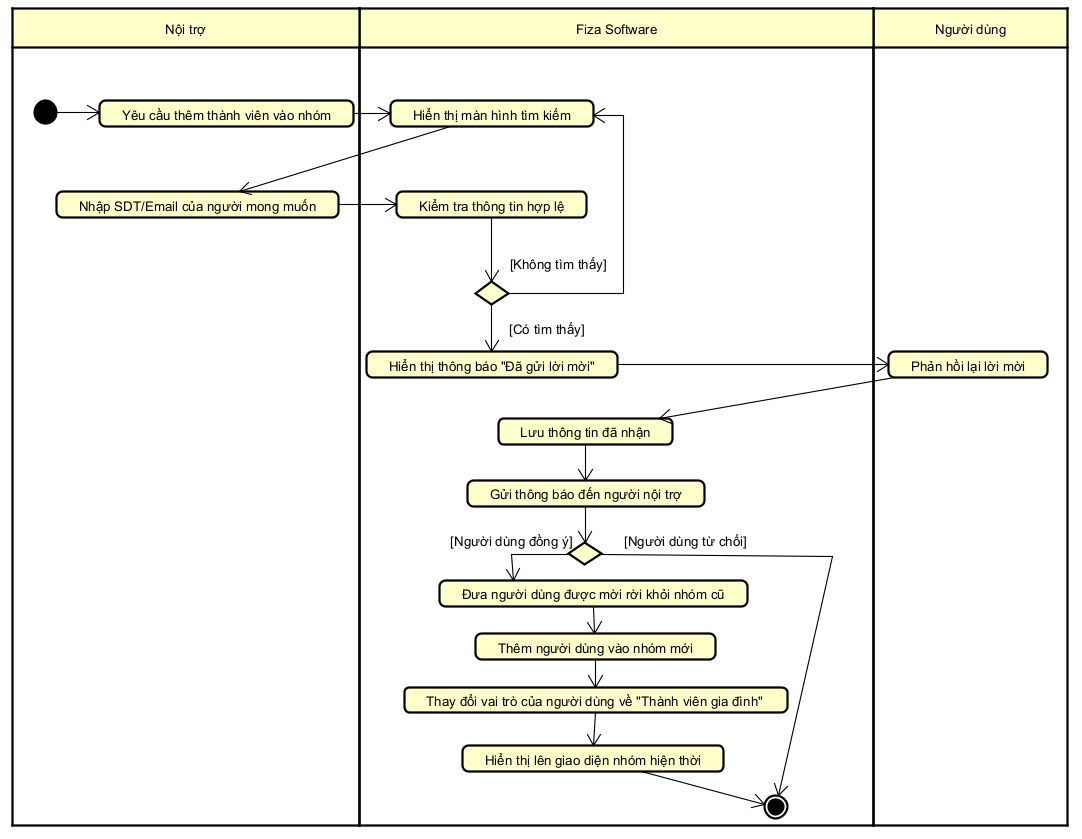 Nội trợ
Fiza Software
Người dùng
Yêu cầu thêm thành viên vào nhóm
Hiển thị màn hình tìm kiếm
Nhập SDT/Email của người mong muốn
Kiểm tra thông tin hợp lệ
[Không tìm thấy]
[Có tìm thấy]
Hiển thị thông báo "Đã gửi lời mời"
Phản hồi lại lời mời
Lưu thông tin đã nhận
Gửi thông báo đến người nội trợ
[Người dùng đồng ý]
[Người dùng từ chối]
Đưa người dùng được mời rời khỏi nhóm cũ
Thêm người dùng vào nhóm mới
Thay đổi vai trò của người dùng về "Thành viên gia đình"
Hiển thị lên giao diện nhóm hiện thời